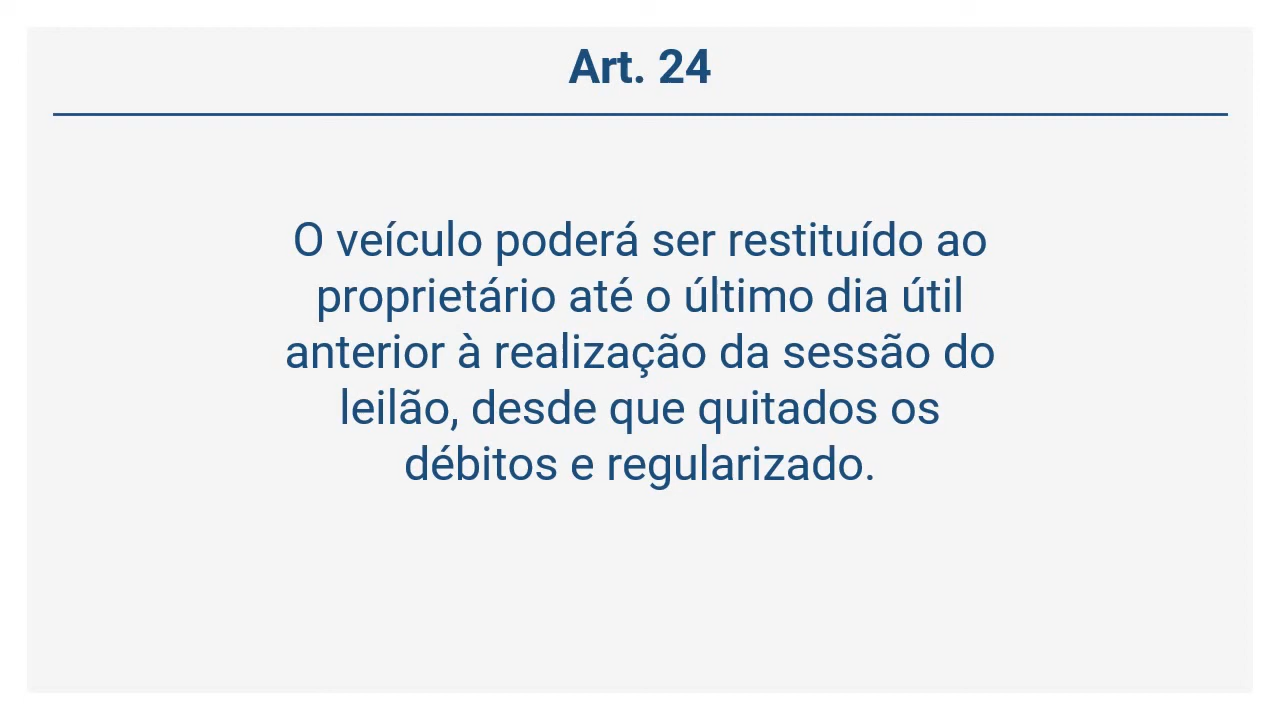 Art. 24
O veículo poderá ser restituído ao
proprietário até o último dia útil
anterior à realização da sessão do
leilão, desde que quitados os
débitos e regularizado.